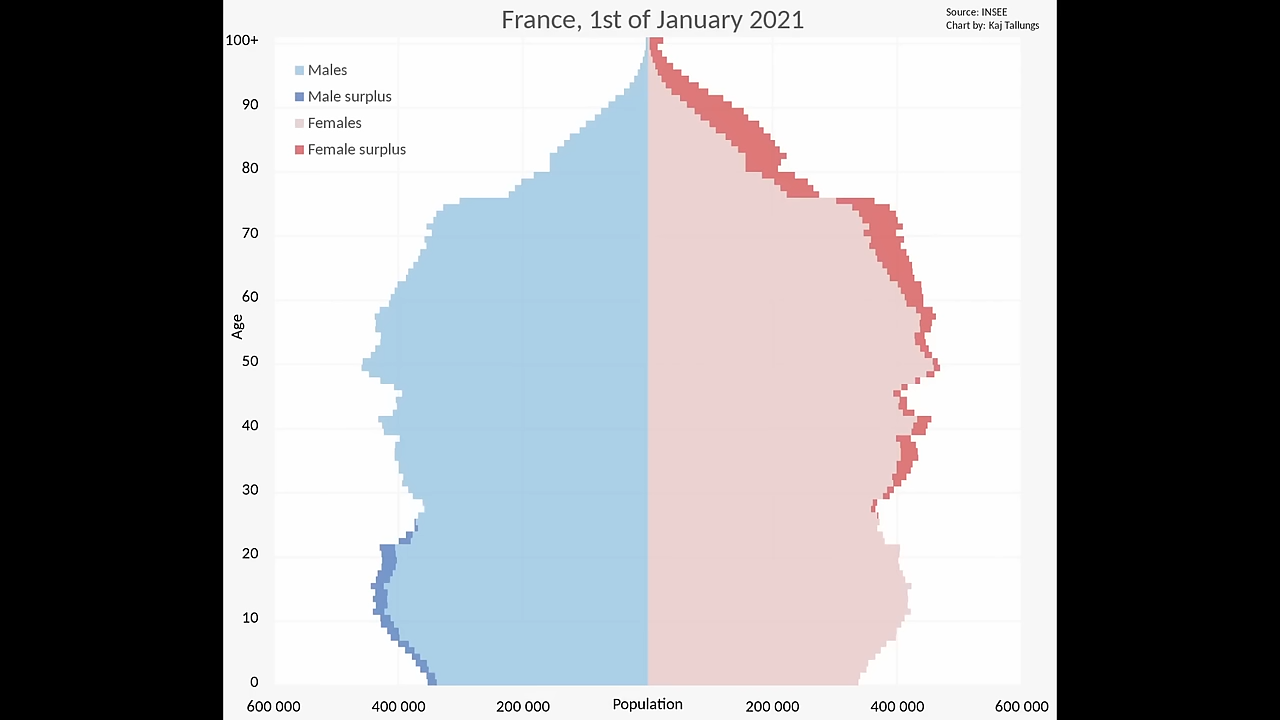 France, 1st of January 2021
Source: INSEE
Chart by: Kaj Tallungs
100+
Males
90
Male surplus
Females
Female surplus
80
70
60
Age
50
40
30
20
10
0
600 000 400 000 200 000 Population 200 000 400 000 600 000